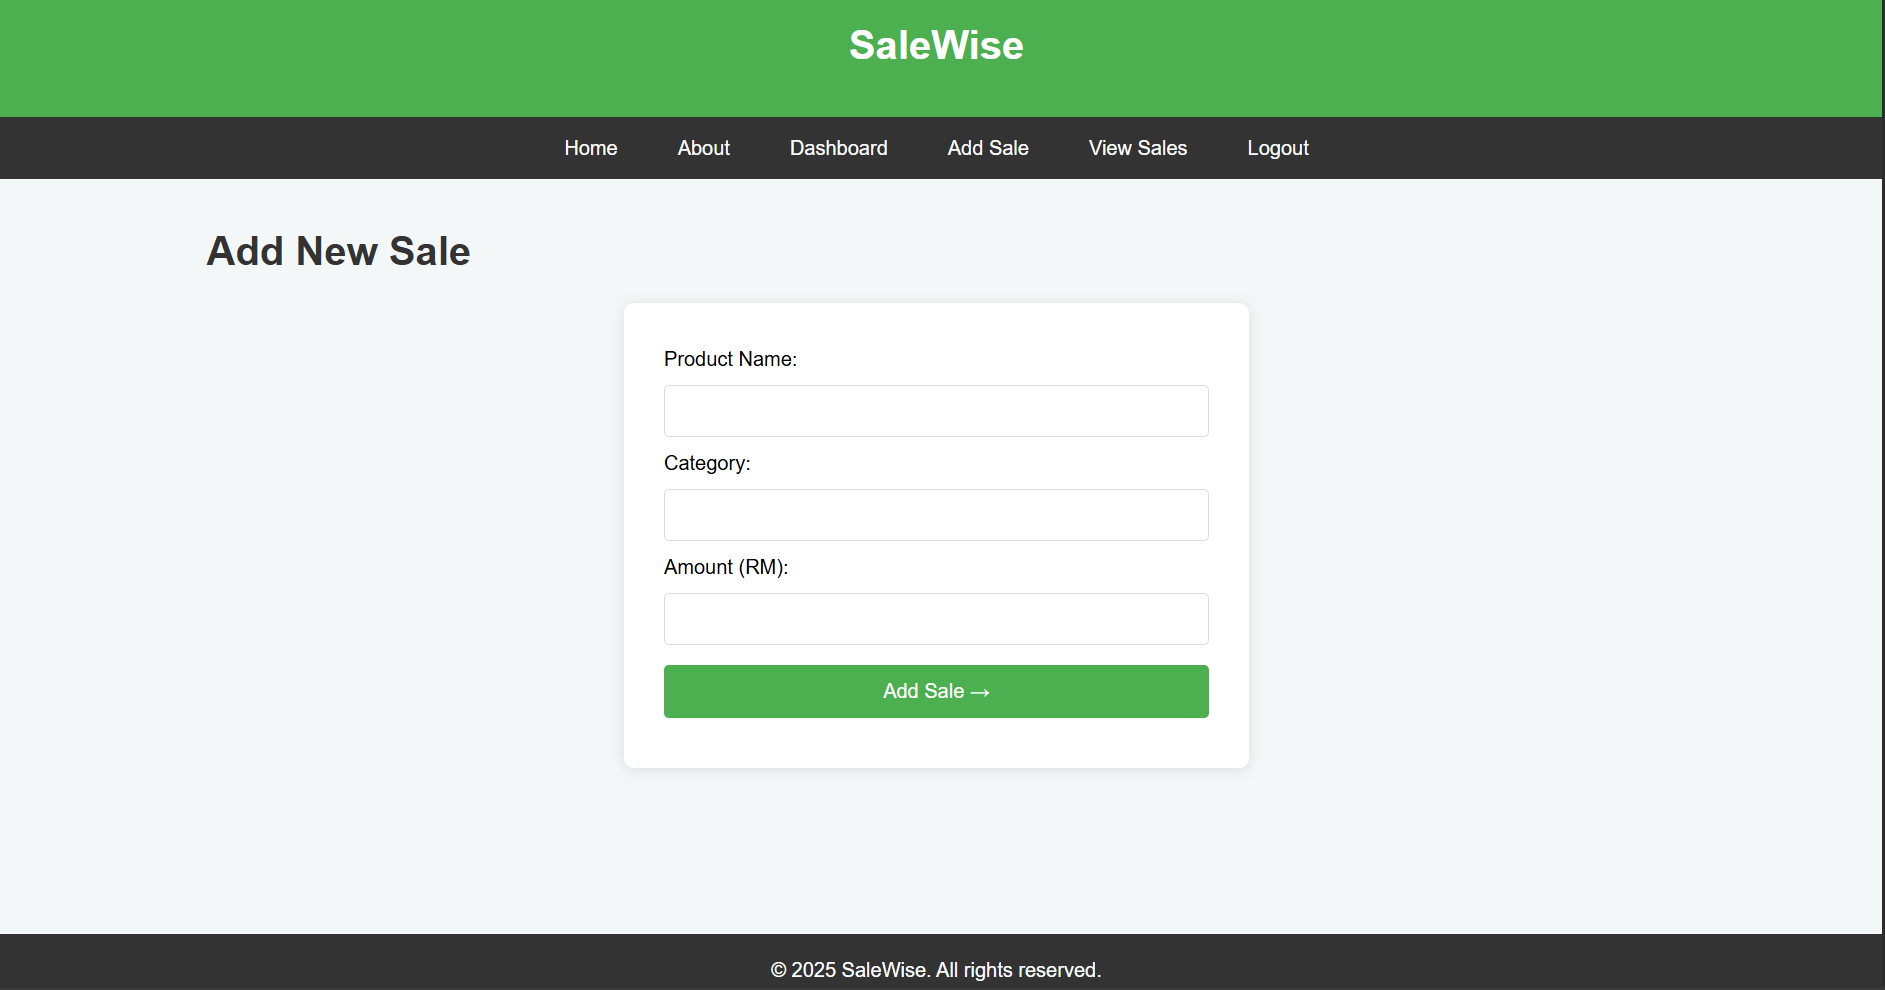 SaleWise
Home About Dashboard Add Sale View Sales Logout
Add New Sale
Product Name:
Category:
Amount (RM):
Add Sale →
© 2025 SaleWise. All rights reserved.